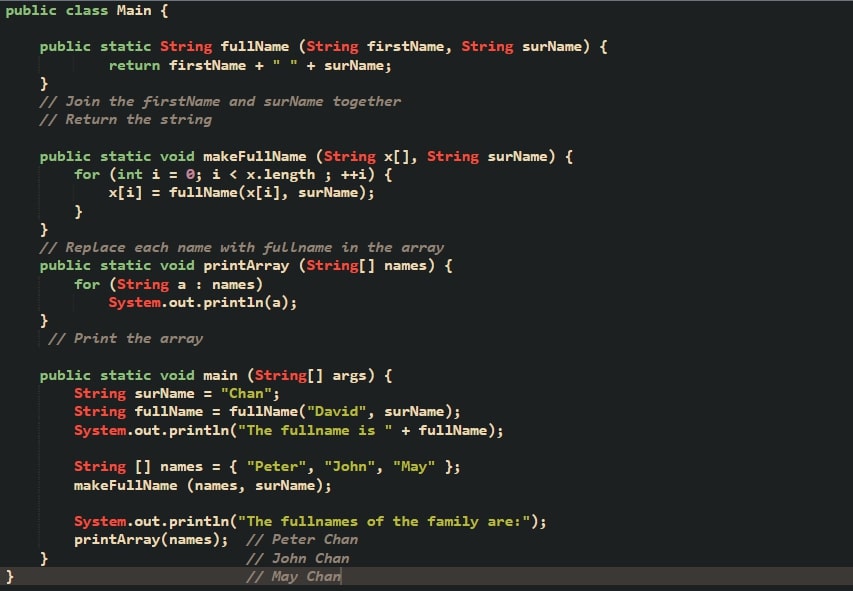 public class Main {
public static String fullName (String firstName, String surName) {
return firstName + " " + surName;
}
// Join the firstName and surName together
// Return the string
public static void makeFullName (String x[], String surName) {
for (int i = 0; i < x.length ; ++i) {
x[i] = fullName(x[i], surName);
}
}
// Replace each name with fullname in the array
public static void printArray (String[] names) {
for (String a : names)
System.out.println(a);
}
// Print the array
public static void main (String[] args) {
String surName = "Chan";
String fullName = fullName("David", surName);
System.out.println("The fullname is " + fullName);
String [] names = { "Peter", "John", "May" };
makeFullName (names, surName);
System.out.println("The fullnames of the family are:");
printArray(names);  // Peter Chan
} // John Chan
} // May Chan